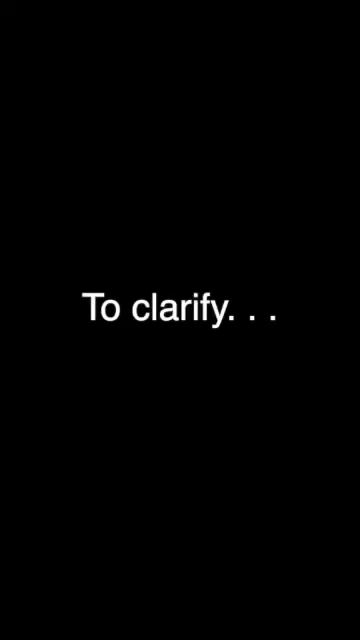 To clarify. . .